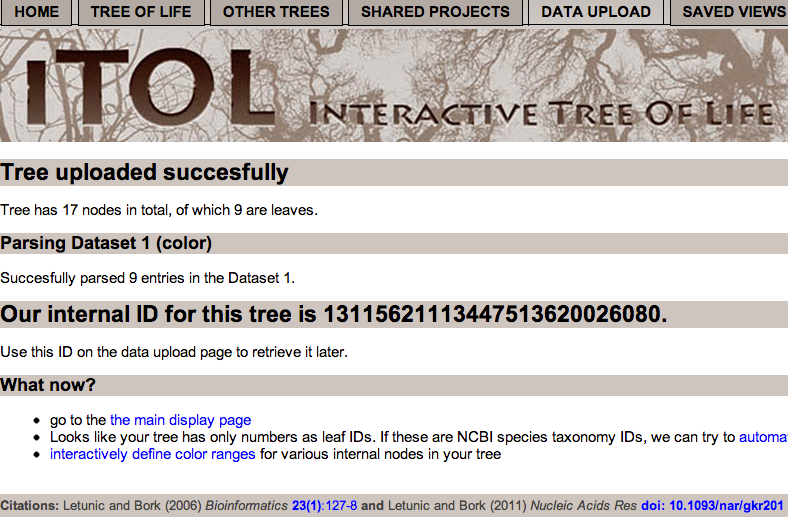 HOME TREE OF LIFE OTHER TREES SHARED PROJECTS DATA UPLOAD SAVED VIEWS
iTOL INTERACTIVE TREE OF LIFE
Tree uploaded succesfully
Tree has 17 nodes in total, of which 9 are leaves.
Parsing Dataset 1 (color)
Succesfully parsed 9 entries in the Dataset 1.
Our internal ID for this tree is 13115621113447513620026080.
Use this ID on the data upload page to retrieve it later.
What now?
go to the the main display page
Looks like your tree has only numbers as leaf IDs. If these are NCBI species taxonomy IDs, we can try to automa
interactively define color ranges for various internal nodes in your tree
Citations: Letunic and Bork (2006) Bioinformatics 23(1):127-8 and Letunic and Bork (2011) Nucleic Acids Res doi: 10.1093/nar/gkr201